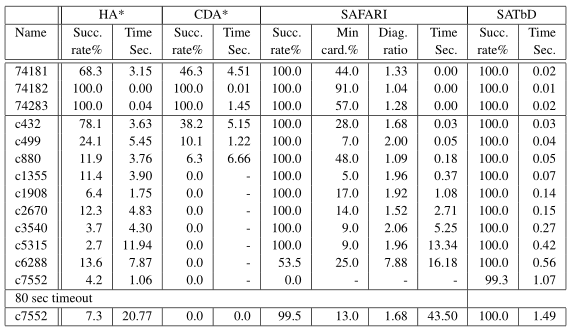 HA* CDA* SAFARI SATbD
Name Succ. Time Succ. Time Succ. Min Diag. Time Succ. Time
rate% Sec. rate% Sec. rate% card.% ratio Sec. rate% Sec.
74181 68.3 3.15 46.3 4.51 100.0 44.0 1.33 0.00 100.0 0.02
74182 100.0 0.00 100.0 0.01 100.0 91.0 1.04 0.00 100.0 0.01
74283 100.0 0.04 100.0 1.45 100.0 57.0 1.28 0.00 100.0 0.02
c432 78.1 3.63 38.2 5.15 100.0 28.0 1.68 0.03 100.0 0.03
c499 24.1 5.45 10.1 1.22 100.0 7.0 2.00 0.05 100.0 0.04
c880 11.9 3.76 6.3 6.66 100.0 48.0 1.09 0.18 100.0 0.05
c1355 11.4 3.90 0.0 - 100.0 5.0 1.96 0.37 100.0 0.07
c1908 6.4 1.75 0.0 - 100.0 17.0 1.92 1.08 100.0 0.14
c2670 12.3 4.83 0.0 - 100.0 14.0 1.52 2.71 100.0 0.15
c3540 3.7 4.30 0.0 - 100.0 9.0 2.06 5.25 100.0 0.27
c5315 2.7 11.94 0.0 - 100.0 9.0 1.96 13.34 100.0 0.42
c6288 13.6 7.87 0.0 - 53.5 25.0 7.88 16.18 100.0 0.56
c7552 4.2 1.06 0.0 - 0.0 - - - 99.3 1.07
80 sec timeout
c7552 7.3 20.77 0.0 0.0 99.5 13.0 1.68 43.50 100.0 1.49